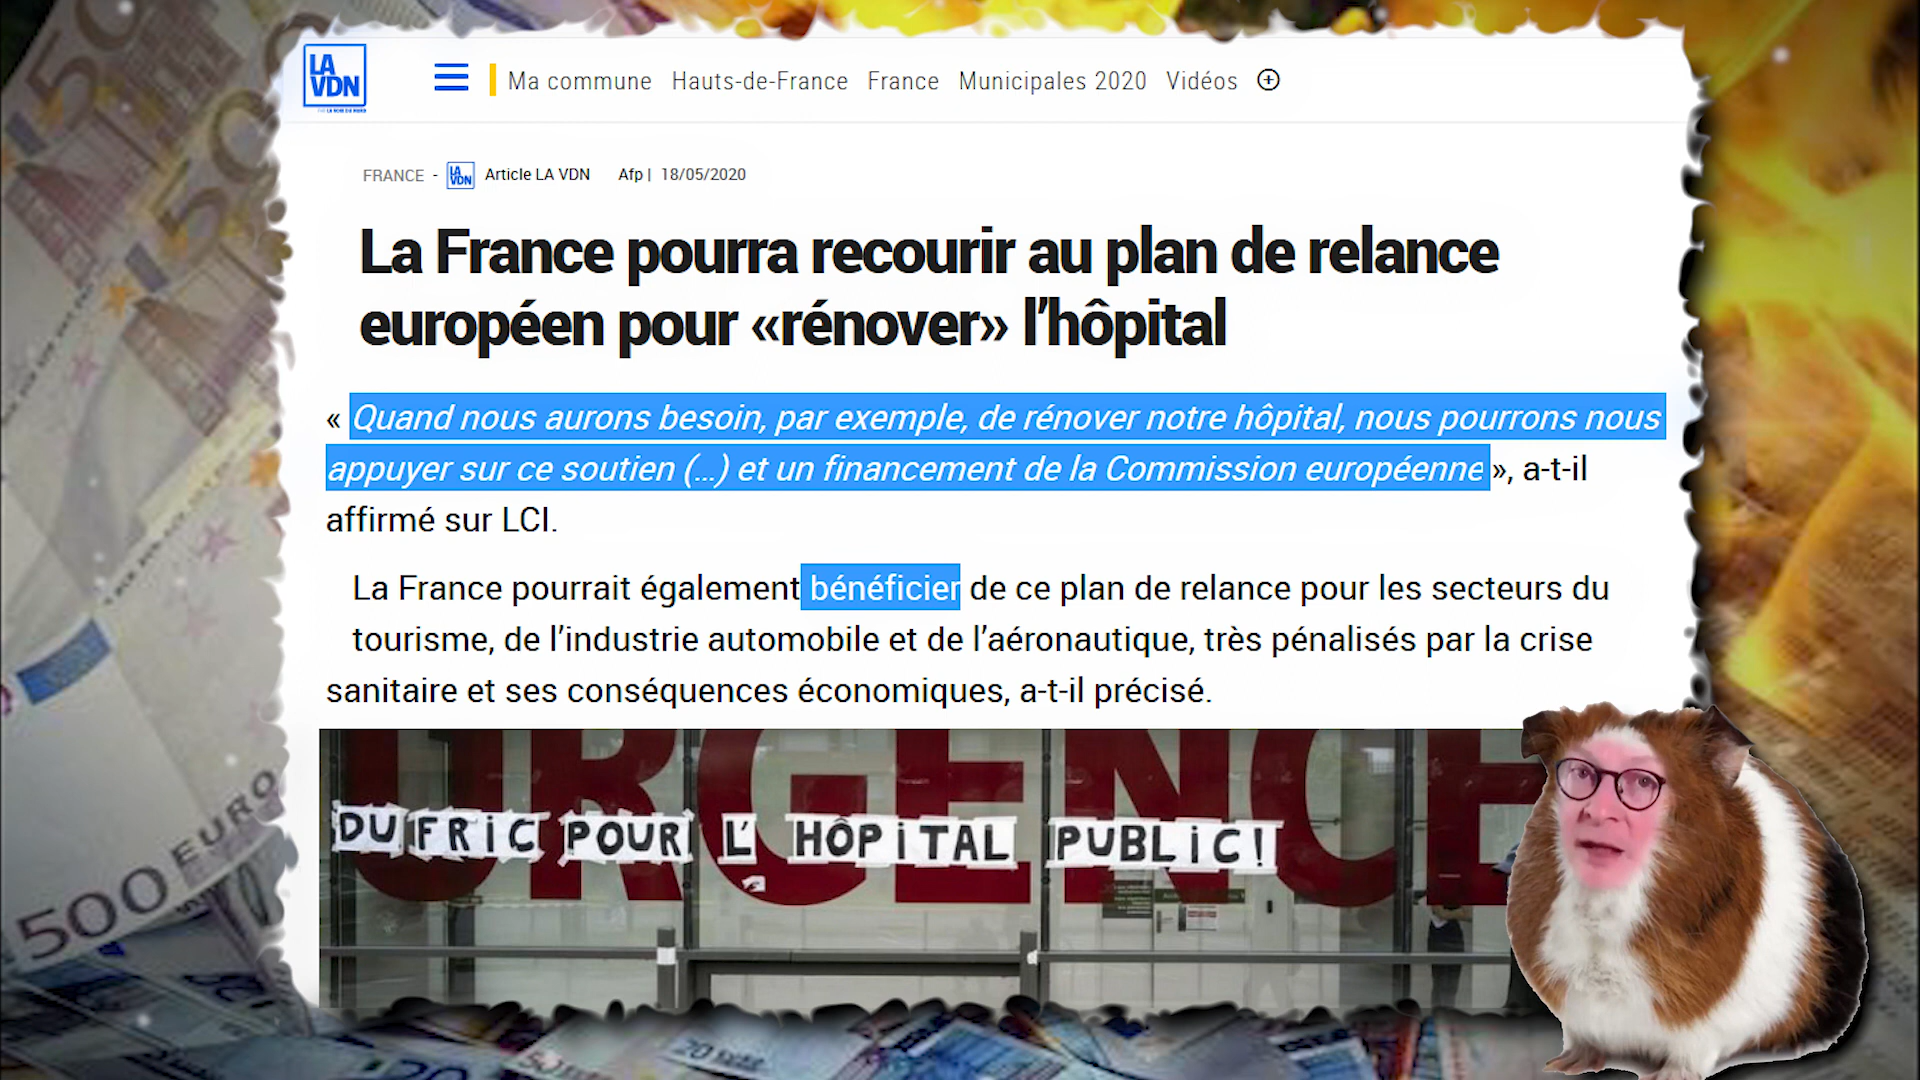 LA
VDN
Ma commune Hauts-de-France France Municipales 2020 Vidéos
FRANCE - LA VDN Article LA VDN Afp | 18/05/2020
La France pourra recourir au plan de relance
européen pour «rénover» l’hôpital
« Quand nous aurons besoin, par exemple, de rénover notre hôpital, nous pourrons nous
appuyer sur ce soutien (...) et un financement de la Commission européenne », a-t-il
affirmé sur LCI.
La France pourrait également bénéficier de ce plan de relance pour les secteurs du
tourisme, de l’industrie automobile et de l’aéronautique, très pénalisés par la crise
sanitaire et ses conséquences économiques, a-t-il précisé.
URGENCE
DU FRIC POUR L' HÔPITAL PUBLIC!
500 EURO
20 EURO